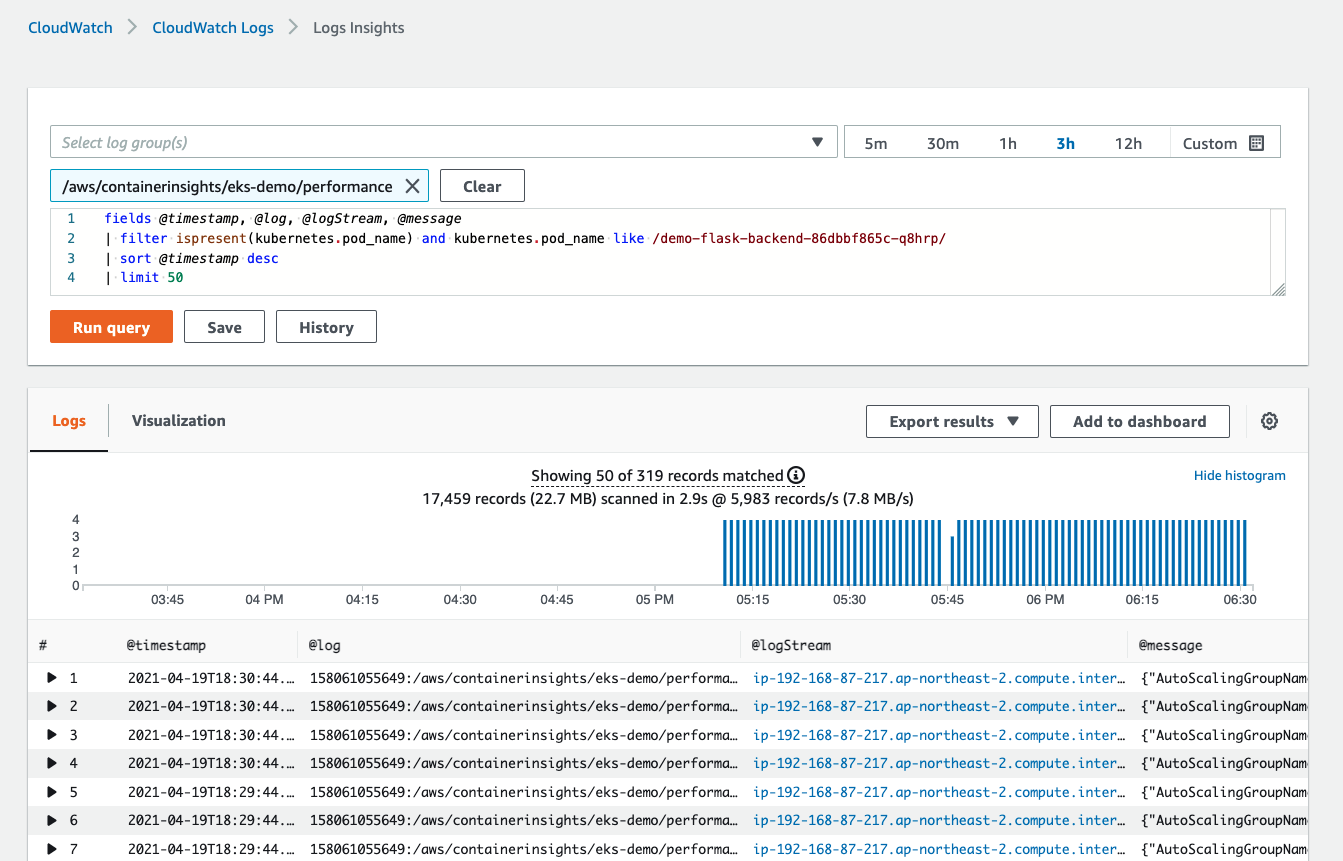 CloudWatch > CloudWatch Logs > Logs Insights
Select log group(s)
5m 30m 1h 3h 12h Custom
/aws/containerinsights/eks-demo/performance Clear
1 fields @timestamp, @log, @logStream, @message
2 | filter ispresent(kubernetes.pod_name) and kubernetes.pod_name like /demo-flask-backend-86dbbf865c-q8hrp/
3 | sort @timestamp desc
4 | limit 50
Run query Save History
Logs Visualization Export results Add to dashboard
Showing 50 of 319 records matched
Hide histogram
17,459 records (22.7 MB) scanned in 2.9s @ 5,983 records/s (7.8 MB/s)
4
3
2
1
0
03:45 04 PM 04:15 04:30 04:45 05 PM 05:15 05:30 05:45 06 PM 06:15 06:30
# @timestamp @log @logStream @message
1 2021-04-19T18:30:44.… 158061055649:/aws/containerinsights/eks-demo/performa… ip-192-168-87-217.ap-northeast-2.compute.inter… {"AutoScalingGroupNam
2 2021-04-19T18:30:44.… 158061055649:/aws/containerinsights/eks-demo/performa… ip-192-168-87-217.ap-northeast-2.compute.inter… {"AutoScalingGroupNam
3 2021-04-19T18:30:44.… 158061055649:/aws/containerinsights/eks-demo/performa… ip-192-168-87-217.ap-northeast-2.compute.inter… {"AutoScalingGroupNam
4 2021-04-19T18:30:44.… 158061055649:/aws/containerinsights/eks-demo/performa… ip-192-168-87-217.ap-northeast-2.compute.inter… {"AutoScalingGroupNam
5 2021-04-19T18:29:44.… 158061055649:/aws/containerinsights/eks-demo/performa… ip-192-168-87-217.ap-northeast-2.compute.inter… {"AutoScalingGroupNam
6 2021-04-19T18:29:44.… 158061055649:/aws/containerinsights/eks-demo/performa… ip-192-168-87-217.ap-northeast-2.compute.inter… {"AutoScalingGroupNam
7 2021-04-19T18:29:44.… 158061055649:/aws/containerinsights/eks-demo/performa… ip-192-168-87-217.ap-northeast-2.compute.inter… {"AutoScalingGroupNam